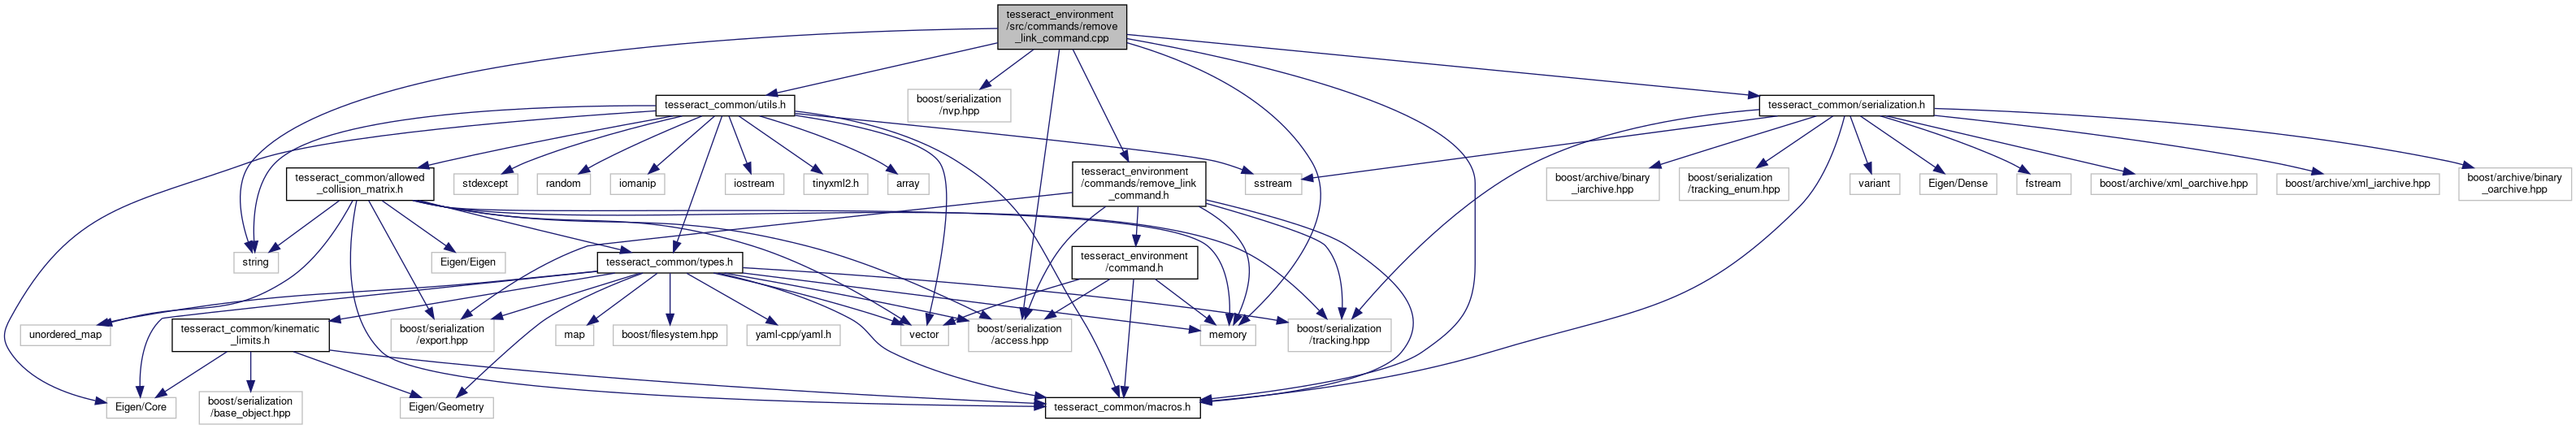 tesseract_environment
/src/commands/remove
_link_command.cpp
tesseract_common/utils.h
boost/serialization
/nvp.hpp
tesseract_common/serialization.h
tesseract_common/allowed
_collision_matrix.h
stdexcept
random
iomanip
iostream
tinyxml2.h
array
tesseract_environment
/commands/remove_link
_command.h
sstream
boost/archive/binary
_iarchive.hpp
boost/serialization
/tracking_enum.hpp
variant
Eigen/Dense
fstream
boost/archive/xml_oarchive.hpp
boost/archive/xml_iarchive.hpp
boost/archive/binary
_oarchive.hpp
string
Eigen/Eigen
tesseract_common/types.h
tesseract_environment
/command.h
unordered_map
tesseract_common/kinematic
_limits.h
boost/serialization
/export.hpp
map
boost/filesystem.hpp
yaml-cpp/yaml.h
vector
boost/serialization
/access.hpp
memory
boost/serialization
/tracking.hpp
Eigen/Core
boost/serialization
/base_object.hpp
Eigen/Geometry
tesseract_common/macros.h